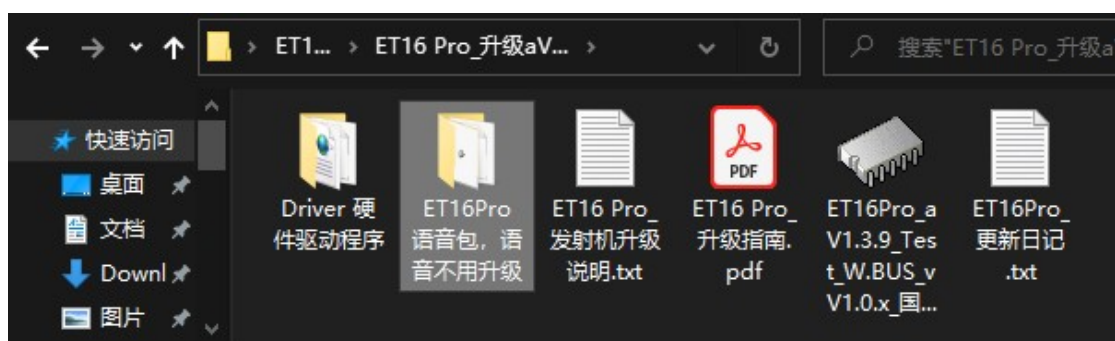 ET1... > ET16 Pro_升级aV... >
搜索"ET16 Pro_升级a
快速访问
桌面
文档
Downl
图片
Driver 硬
件驱动程序
ET16Pro
语音包，语
音不用升级
ET16 Pro_
发射机升级
说明.txt
PDF
ET16 Pro_
升级指南.
pdf
ET16Pro_a
V1.3.9_Tes
t_W.BUS_v
V1.0.x_国...
ET16Pro_
更新日记
.txt